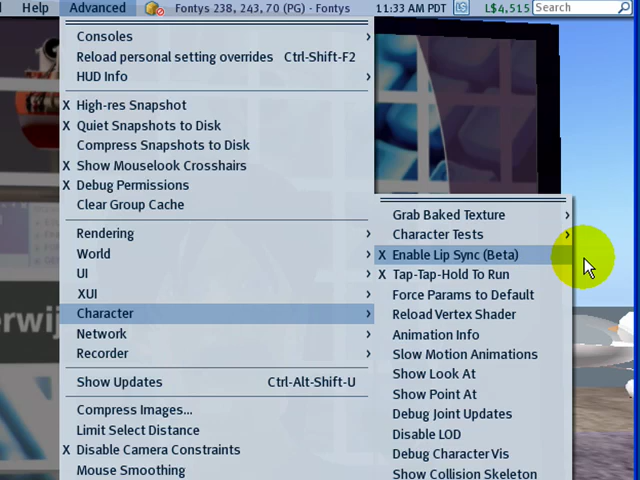 Help Advanced Fontys 238, 243, 70 (PG) - Fontys 11:33 AM PDT L$4,515 Search
Consoles
Reload personal setting overrides Ctrl-Shift-F2
HUD Info
X High-res Snapshot
X Quiet Snapshots to Disk
Compress Snapshots to Disk
X Show Mouselook Crosshairs
X Debug Permissions
Clear Group Cache
Rendering
World
UI
XUI
Character
Network
Recorder
Show Updates Ctrl-Alt-Shift-U
Compress Images...
Limit Select Distance
X Disable Camera Constraints
Mouse Smoothing
Grab Baked Texture
Character Tests
X Enable Lip Sync (Beta)
X Tap-Tap-Hold To Run
Force Params to Default
Reload Vertex Shader
Animation Info
Slow Motion Animations
Show Look At
Show Point At
Debug Joint Updates
Disable LOD
Debug Character Vis
Show Collision Skeleton
erwij